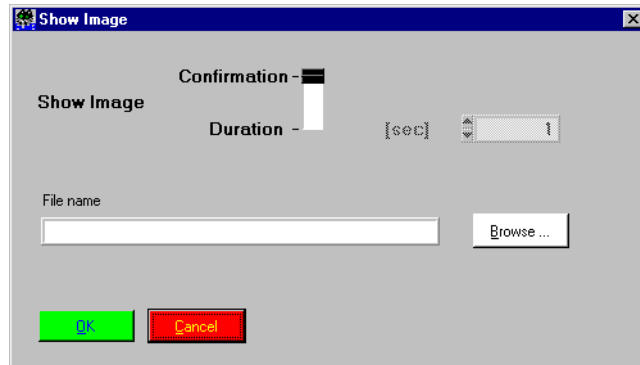 Show Image
Confirmation -
Show Image
Duration -
[sec]
1
File name
Browse ...
OK
Cancel